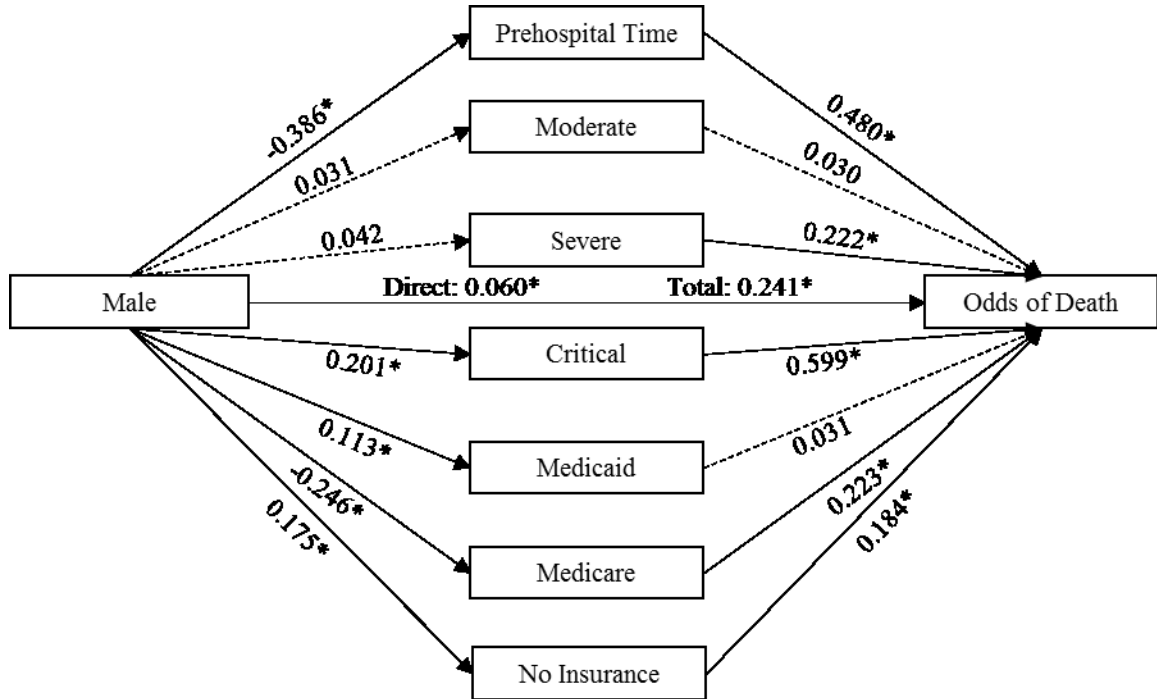 Prehospital Time
-0.386*
0.480*
Moderate
0.031
0.030
0.042
Severe
0.222*
Male
Direct: 0.060*
Total: 0.241*
Odds of Death
0.201*
Critical
0.599*
0.113*
Medicaid
0.031
-0.246*
0.223*
0.175*
Medicare
0.184*
No Insurance